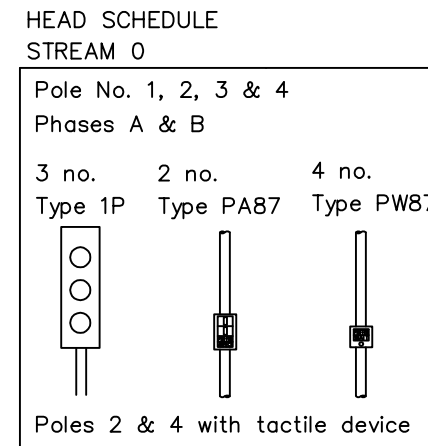 HEAD SCHEDULE
STREAM 0
Pole No. 1, 2, 3 & 4
Phases A & B
3 no. 2 no. 4 no.
Type 1P Type PA87 Type PW87
Poles 2 & 4 with tactile device